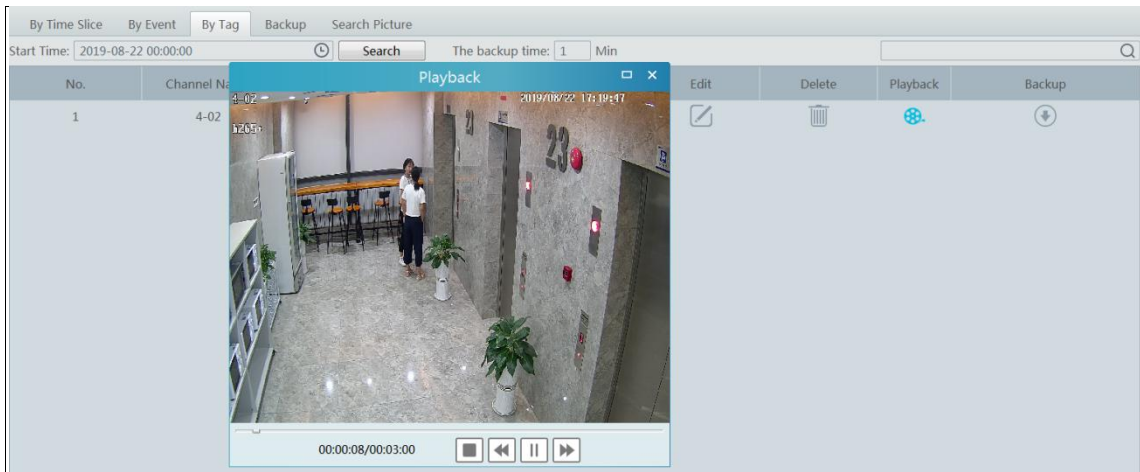 By Time Slice By Event By Tag Backup Search Picture
Start Time: 2019-08-22 00:00:00 Search The backup time: 1 Min
No. Channel Na Edit Delete Playback Backup
1 4-02
Playback
4-02 2019/08/22 17:19:47
h265+
23
00:00:08/00:03:00